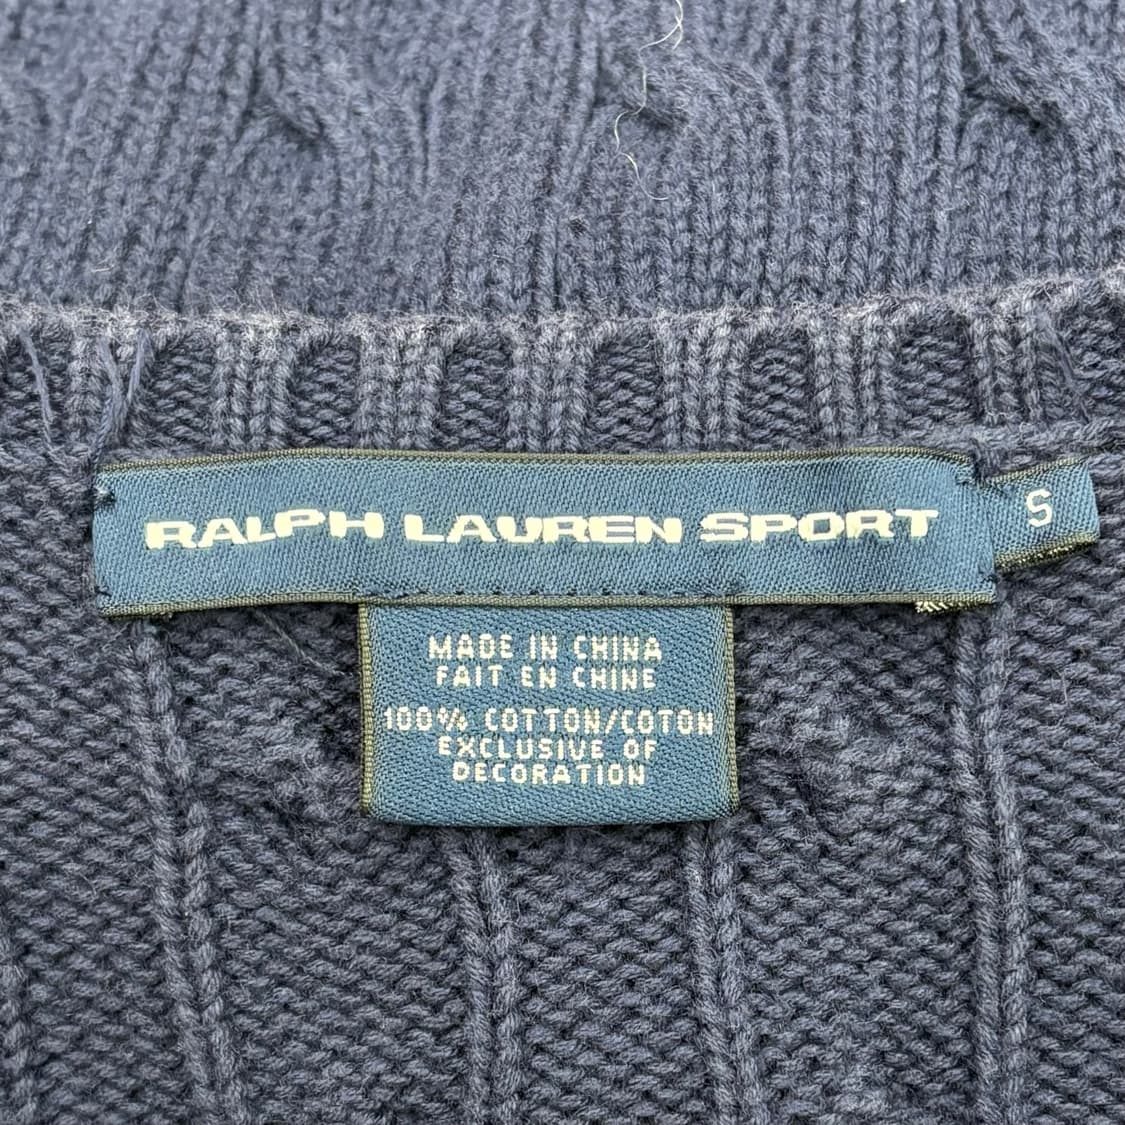 RALPH LAUREN SPORT
S
MADE IN CHINA
FAIT EN CHINE
100% COTTON/COTON
EXCLUSIVE OF
DECORATION